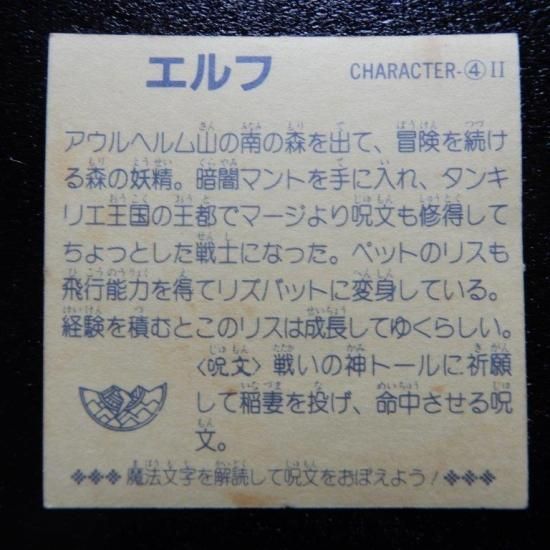 エルフ CHARACTER-④II
アウルヘルム山の南の森を出て、冒険を続け
る森の妖精。暗闇マントを手に入れ、タンキ
リエ王国の王都でマージより呪文も修得して
ちょっとした戦士になった。ペットのリスも
飛行能力を得てリズバットに変身している。
経験を積むとこのリスは成長してゆくらしい。
〈呪文〉戦いの神トールに祈願
して稲妻を投げ、命中させる呪
文。
魔法文字を解読して呪文をおぼえよう!